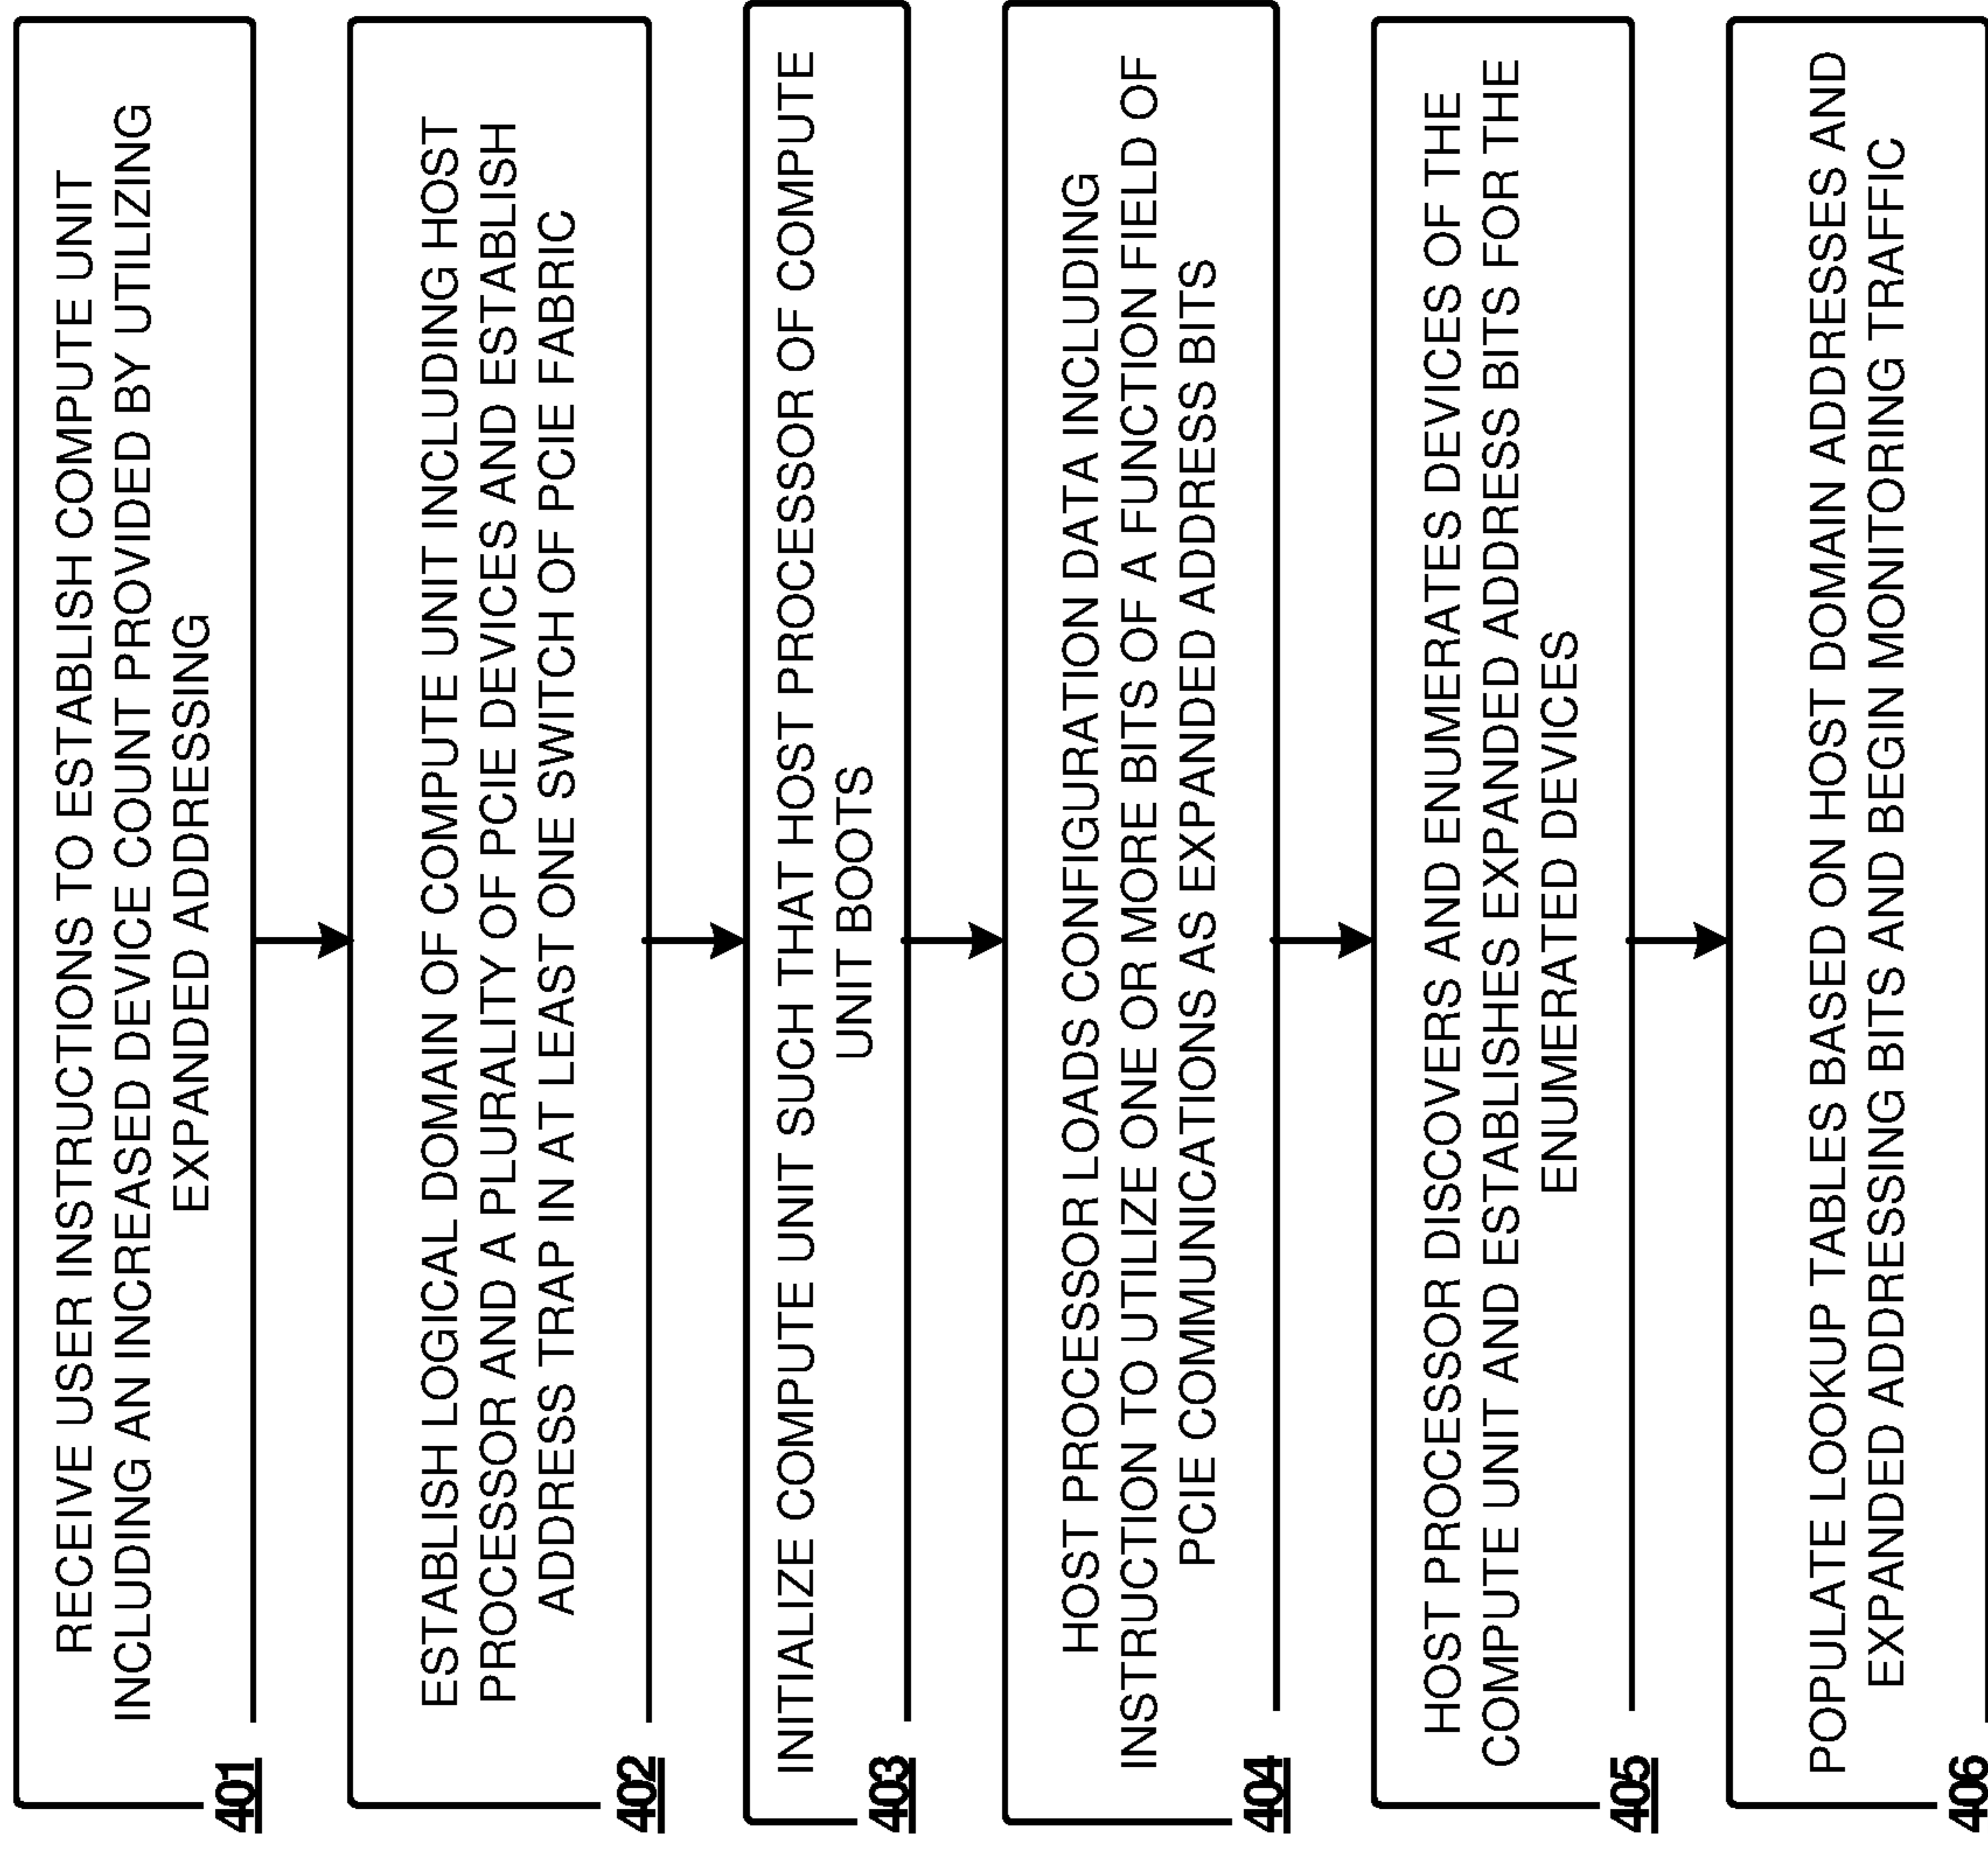 RECEIVE USER INSTRUCTIONS TO ESTABLISH COMPUTE UNIT
INCLUDING AN INCREASED DEVICE COUNT PROVIDED BY UTILIZING
EXPANDED ADDRESSING
401
ESTABLISH LOGICAL DOMAIN OF COMPUTE UNIT INCLUDING HOST
PROCESSOR AND A PLURALITY OF PCIE DEVICES AND ESTABLISH
ADDRESS TRAP IN AT LEAST ONE SWITCH OF PCIE FABRIC
402
INITIALIZE COMPUTE UNIT SUCH THAT HOST PROCESSOR OF COMPUTE
UNIT BOOTS
403
HOST PROCESSOR LOADS CONFIGURATION DATA INCLUDING
INSTRUCTION TO UTILIZE ONE OR MORE BITS OF A FUNCTION FIELD OF
PCIE COMMUNICATIONS AS EXPANDED ADDRESS BITS
404
HOST PROCESSOR DISCOVERS AND ENUMERATES DEVICES OF THE
COMPUTE UNIT AND ESTABLISHES EXPANDED ADDRESS BITS FOR THE
ENUMERATED DEVICES
405
POPULATE LOOKUP TABLES BASED ON HOST DOMAIN ADDRESSES AND
EXPANDED ADDRESSING BITS AND BEGIN MONITORING TRAFFIC
406